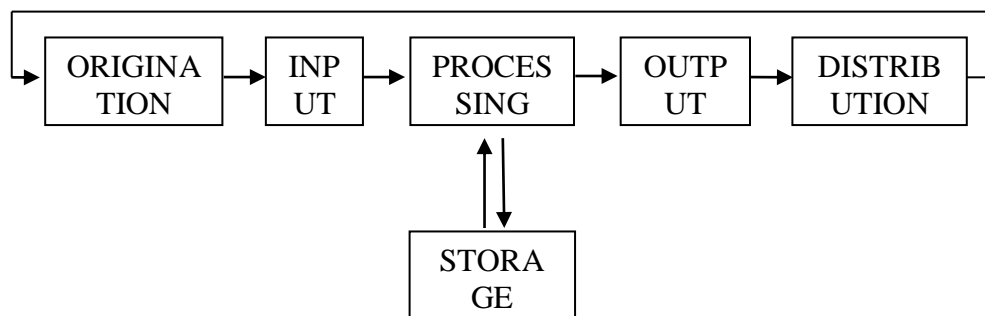 ORIGINA
TION
INP
UT
PROCES
SING
OUTP
UT
DISTRIB
UTION
STORA
GE